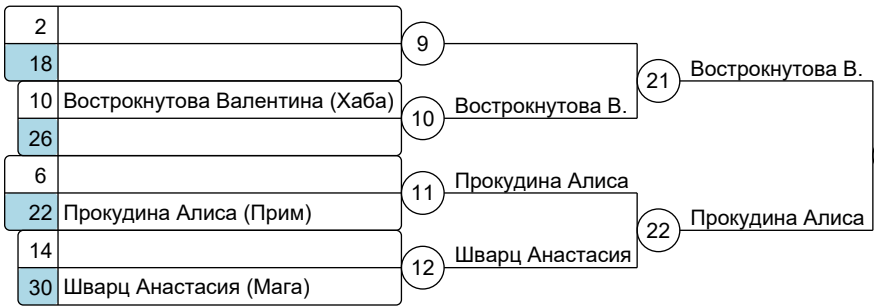 2
18
9
10 Вострокнутова Валентина (Хаба)
26
10
Вострокнутова В.
21
Вострокнутова В.
6
22 Прокудина Алиса (Прим)
11
Прокудина Алиса
14
30 Шварц Анастасия (Мага)
12
Шварц Анастасия
22
Прокудина Алиса